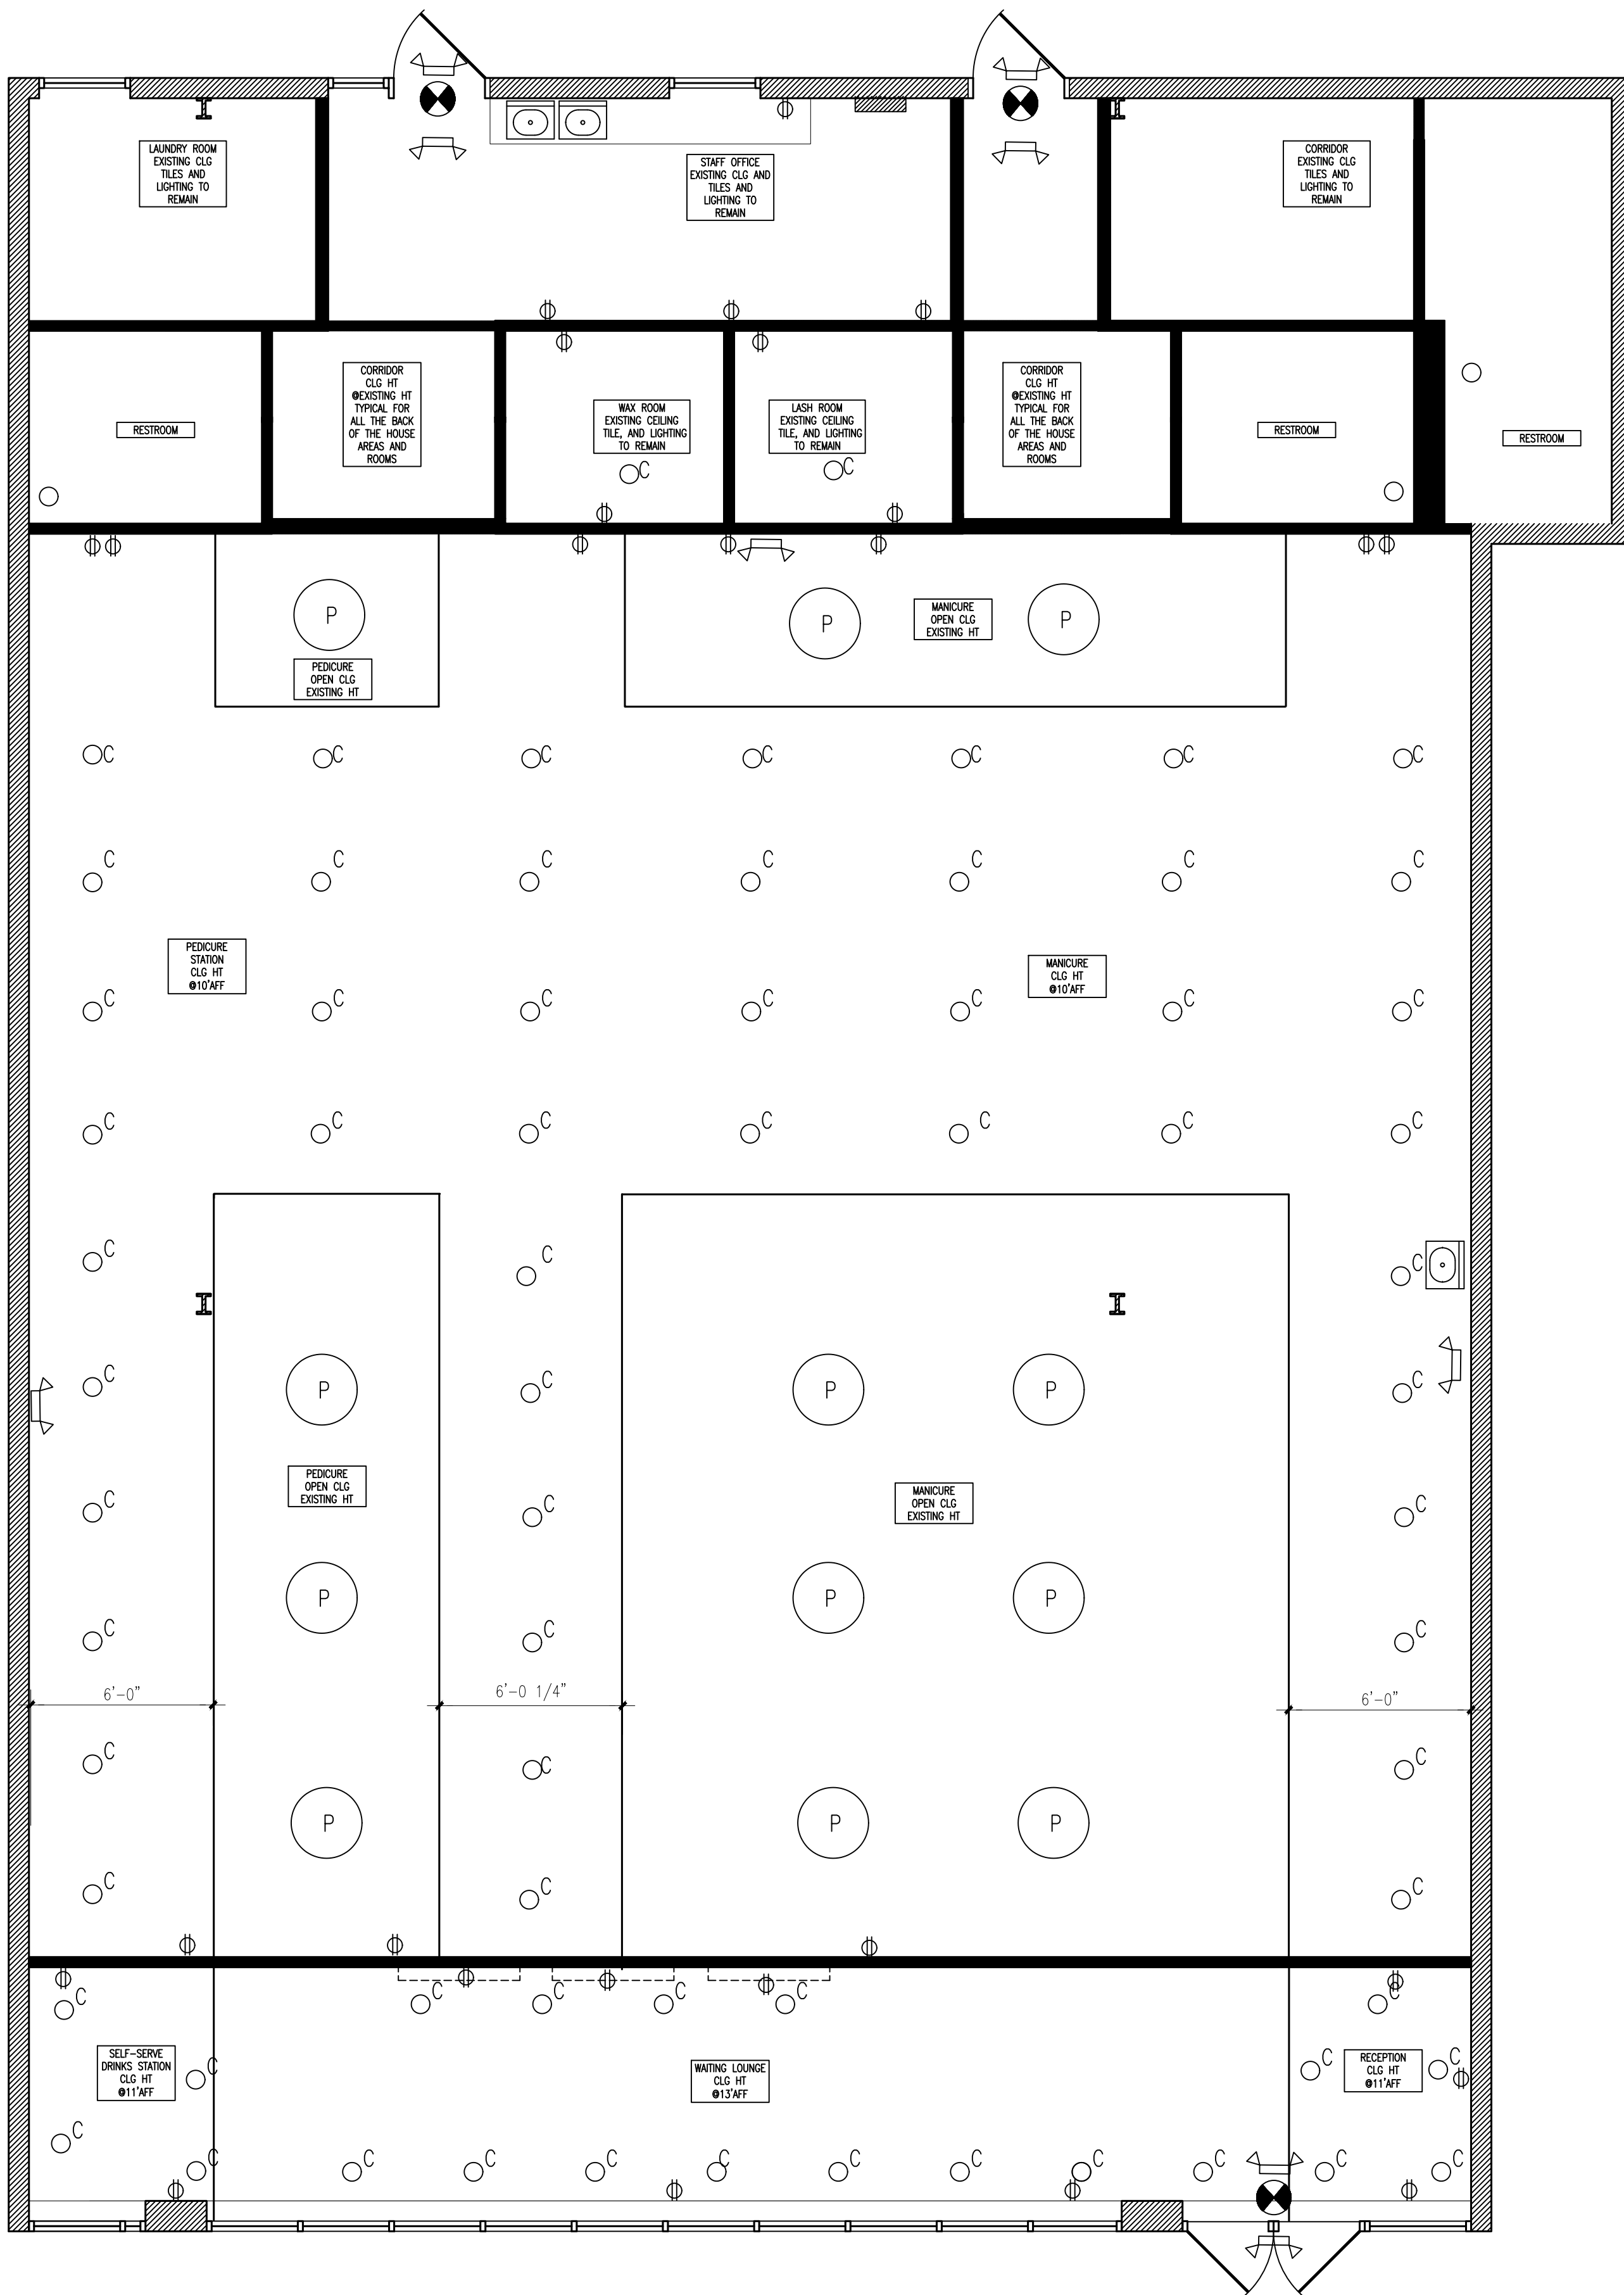 LAUNDRY ROOM
EXISTING CLG
TILES AND
LIGHTING TO
REMAIN
STAFF OFFICE
EXISTING CLG AND
TILES AND
LIGHTING TO
REMAIN
CORRIDOR
EXISTING CLG
TILES AND
LIGHTING TO
REMAIN
RESTROOM
CORRIDOR
CLG HT
@EXISTING HT
TYPICAL FOR
ALL THE BACK
OF THE HOUSE
AREAS AND
ROOMS
WAX ROOM
EXISTING CEILING
TILE, AND LIGHTING
TO REMAIN
C
LASH ROOM
EXISTING CEILING
TILE, AND LIGHTING
TO REMAIN
C
CORRIDOR
CLG HT
@EXISTING HT
TYPICAL FOR
ALL THE BACK
OF THE HOUSE
AREAS AND
ROOMS
RESTROOM
RESTROOM
P
PEDICURE
OPEN CLG
EXISTING HT
P
MANICURE
OPEN CLG
EXISTING HT
P
C C C C C C C
C C C C C C C
PEDICURE
STATION
CLG HT
@10'AFF
MANICURE
CLG HT
@10'AFF
C C C C C C C
C C C C C C C
C C C
C P C P P C
PEDICURE
OPEN CLG
EXISTING HT
MANICURE
OPEN CLG
EXISTING HT
C C C
P P P
C C C
6'-0"
6'-0 1/4"
6'-0"
C C C
P P P
C C C
C C C C C C
SELF-SERVE
DRINKS STATION
CLG HT
@11'AFF
C
WAITING LOUNGE
CLG HT
@13'AFF
C
RECEPTION
CLG HT
@11'AFF
C
C
C C C C C C C C C C C